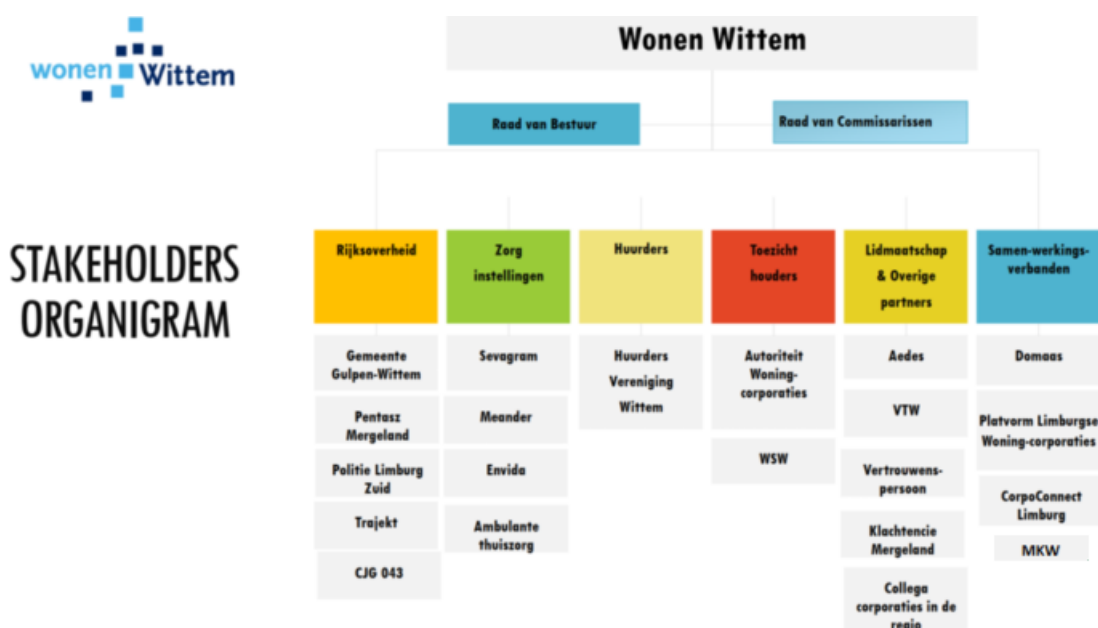 Wonen Wittem
wonen Wittem
Raad van Bestuur
Raad van Commisarissen
STAKEHOLDERS
ORGANIGRAM
Rijksoverheid
Zorg
instellingen
Huurders
Toezicht
houders
Lidmaatschap
& Overige
partners
Samen-werkings-
verbanden
Gemeente
Gulpen-Wittem
Pentasz
Mergeland
Politie Limburg
Zuid
Trajekt
CJG 043
Sevagram
Meander
Envida
Ambulante
thuiszorg
Huurders
Vereniging
Wittem
Autoriteit
Woning-
corporaties
WSW
Aedes
VTW
Vertrouwens-
persoon
Klachtencie
Mergeland
Collega
corporaties in de
regio
Domaas
Platvorm Limburgse
Woning-corporaties
CorpoConnect
Limburg
MKW